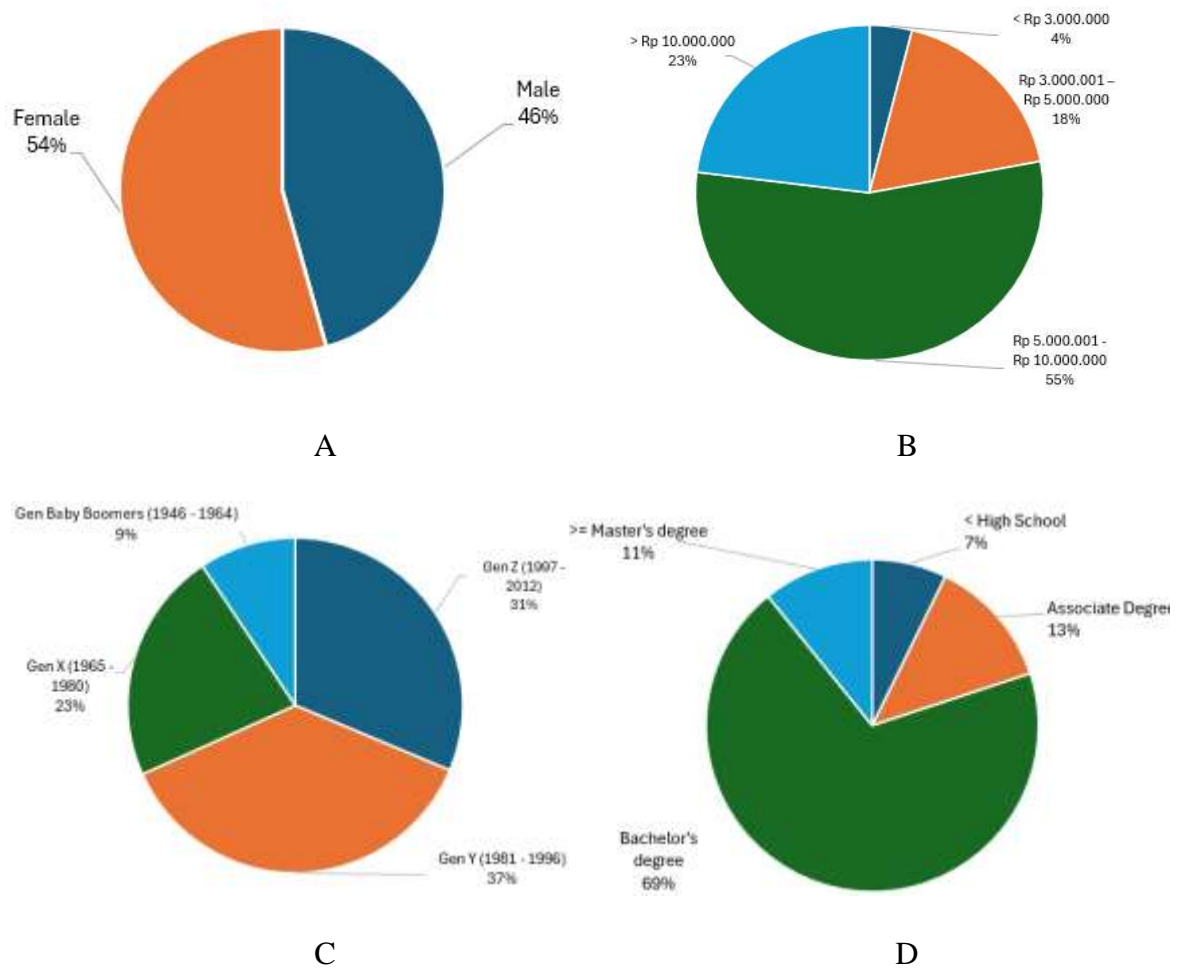 Female
54%
Male
46%
A
> Rp 10.000.000
23%
< Rp 3.000.000
4%
Rp 3.000.001 –
Rp 5.000.000
18%
Rp 5.000.001 -
Rp 10.000.000
55%
B
Gen Baby Boomers (1946 - 1964)
9%
Gen Z (1997 -
2012)
31%
Gen X (1965 -
1980)
23%
Gen Y (1981 - 1996)
37%
C
>= Master's degree
11%
< High School
7%
Associate Degre
13%
Bachelor's
degree
69%
D